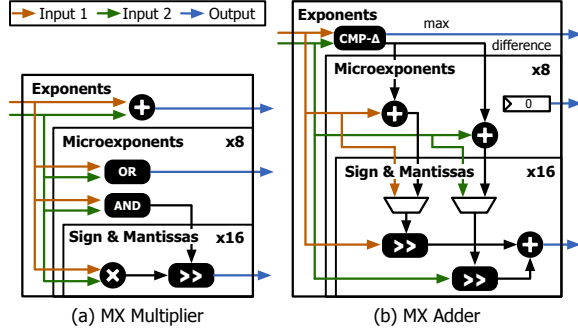 Input 1 Input 2 Output
Exponents
+
Microexponents x8
OR
AND
Sign & Mantissas x16
× >>
(a) MX Multiplier
Exponents
CMP-Δ max
difference
Microexponents x8
0
+
+
Sign & Mantissas x16
>> +
>>
(b) MX Adder